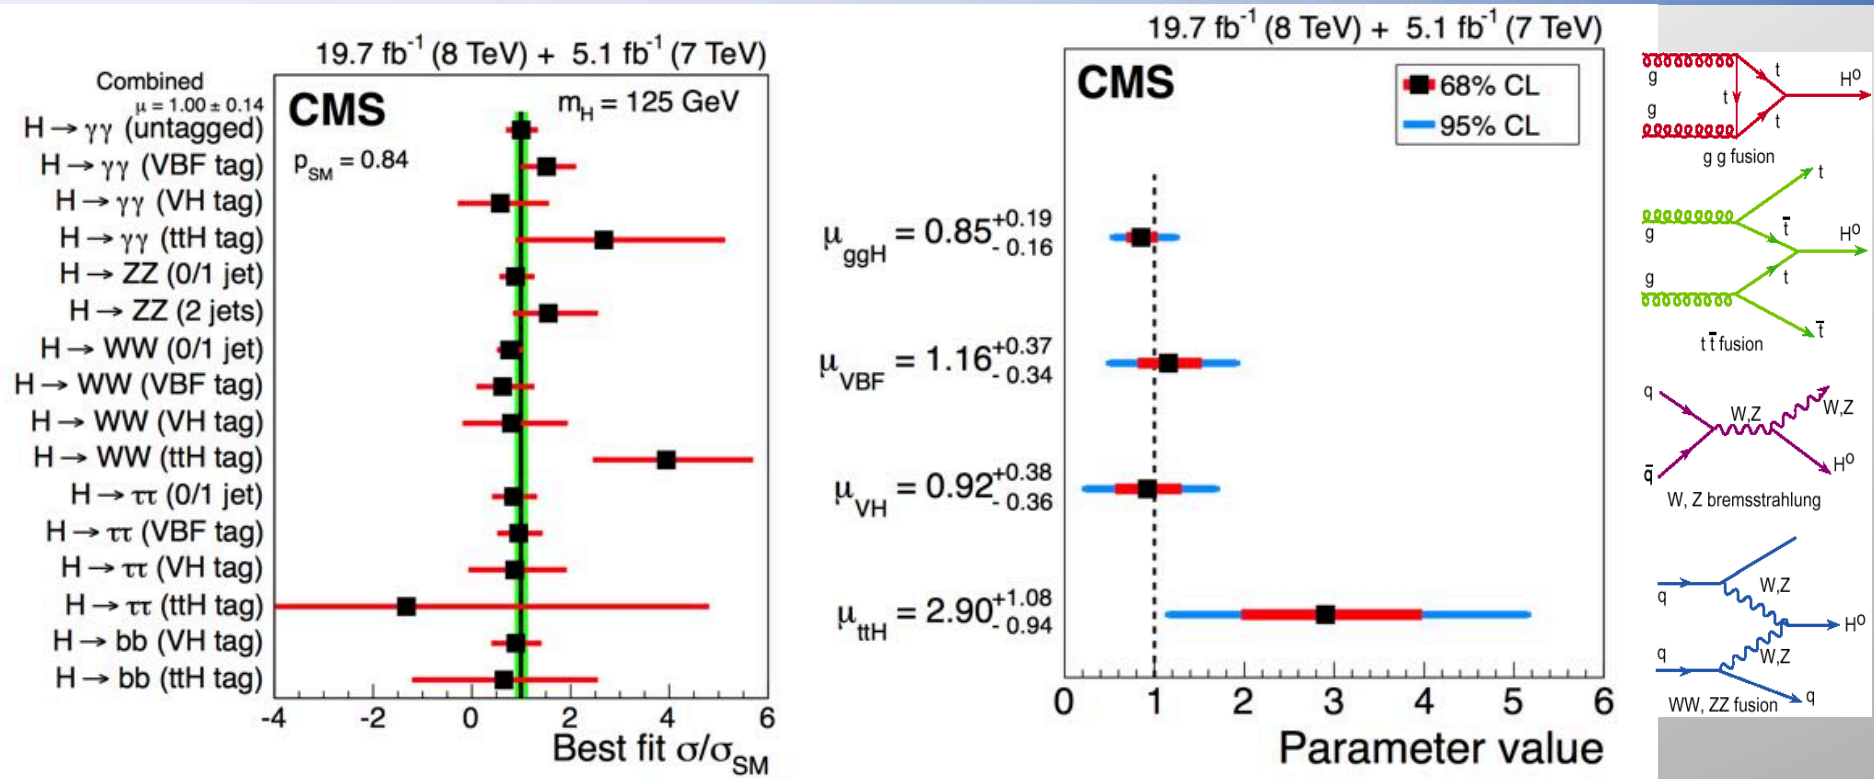 19.7 fb⁻¹ (8 TeV) + 5.1 fb⁻¹ (7 TeV)
Combined
μ = 1.00 ± 0.14
CMS
m_H = 125 GeV
p_SM = 0.84
H → γγ (untagged)
H → γγ (VBF tag)
H → γγ (VH tag)
H → γγ (ttH tag)
H → ZZ (0/1 jet)
H → ZZ (2 jets)
H → WW (0/1 jet)
H → WW (VBF tag)
H → WW (VH tag)
H → WW (ttH tag)
H → ττ (0/1 jet)
H → ττ (VBF tag)
H → ττ (VH tag)
H → ττ (ttH tag)
H → bb (VH tag)
H → bb (ttH tag)
-4 -2 0 2 4 6
Best fit σ/σ_SM
19.7 fb⁻¹ (8 TeV) + 5.1 fb⁻¹ (7 TeV)
CMS
68% CL
95% CL
μ_ggH = 0.85 +0.19 - 0.16
μ_VBF = 1.16 +0.37 - 0.34
μ_VH = 0.92 +0.38 - 0.36
μ_ttH = 2.90 +1.08 - 0.94
0 1 2 3 4 5 6
Parameter value
g
t
H⁰
t
g
t
g g fusion
t
g
t̄
H⁰
g
t
t̄
t t̄ fusion
q
W,Z
W,Z
q̄
H⁰
W, Z bremsstrahlung
q
W,Z
H⁰
q
W,Z
q
WW, ZZ fusion